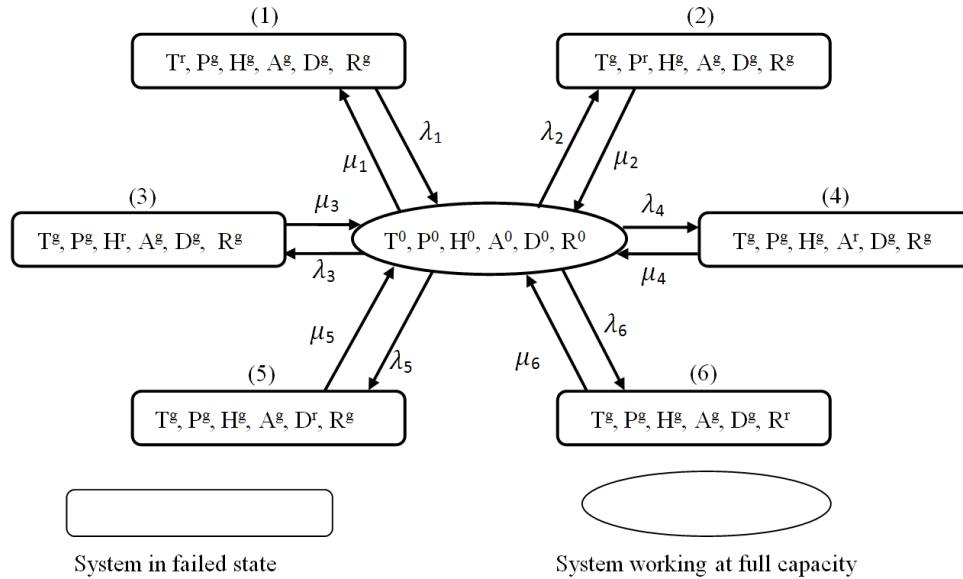 (1)
(2)
Tʳ, Pᵍ, Hᵍ, Aᵍ, Dᵍ, Rᵍ
Tᵍ, Pʳ, Hᵍ, Aᵍ, Dᵍ, Rᵍ
λ₁
μ₁
λ₂
μ₂
(3)
(4)
μ₃
λ₄
Tᵍ, Pᵍ, Hʳ, Aᵍ, Dᵍ, Rᵍ
T⁰, P⁰, H⁰, A⁰, D⁰, R⁰
Tᵍ, Pᵍ, Hᵍ, Aʳ, Dᵍ, Rᵍ
λ₃
μ₄
μ₅
λ₅
μ₆
λ₆
(5)
(6)
Tᵍ, Pᵍ, Hᵍ, Aᵍ, Dʳ, Rᵍ
Tᵍ, Pᵍ, Hᵍ, Aᵍ, Dᵍ, Rʳ
System in failed state
System working at full capacity